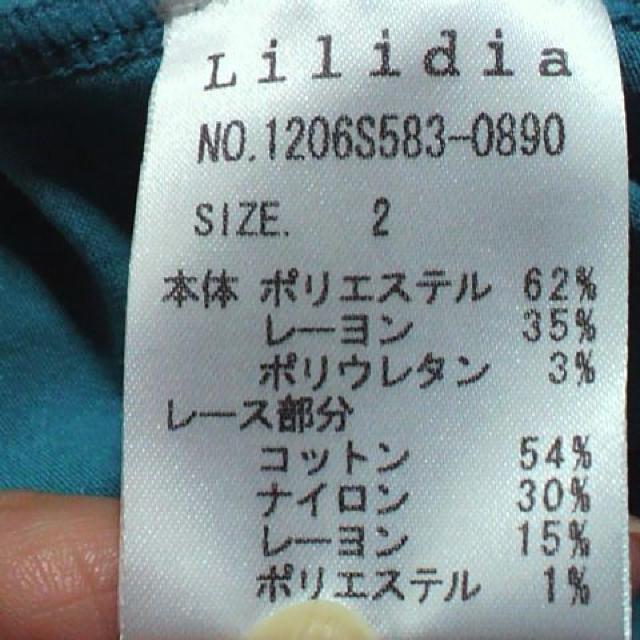 Lilidia
NO.1206S583-0890
SIZE. 2
本体 ポリエステル 62%
レーヨン 35%
ポリウレタン 3%
レース部分
コットン 54%
ナイロン 30%
レーヨン 15%
ポリエステル 1%